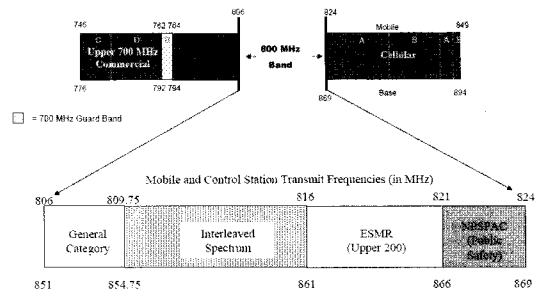 746 762 764 806 824 849
Mobile
C D B A B A B
Upper 700 MHz
Commercial
800 MHz
Band
Cellular
776 792 794 869 Base 894
= 700 MHz Guard Band
Mobile and Control Station Transmit Frequencies (in MHz)
806 809.75 816 821 824
General
Category
Interleaved
Spectrum
ESMR
(Upper 200)
NPSPAC
(Public
Safety)
851 854.75 861 866 869